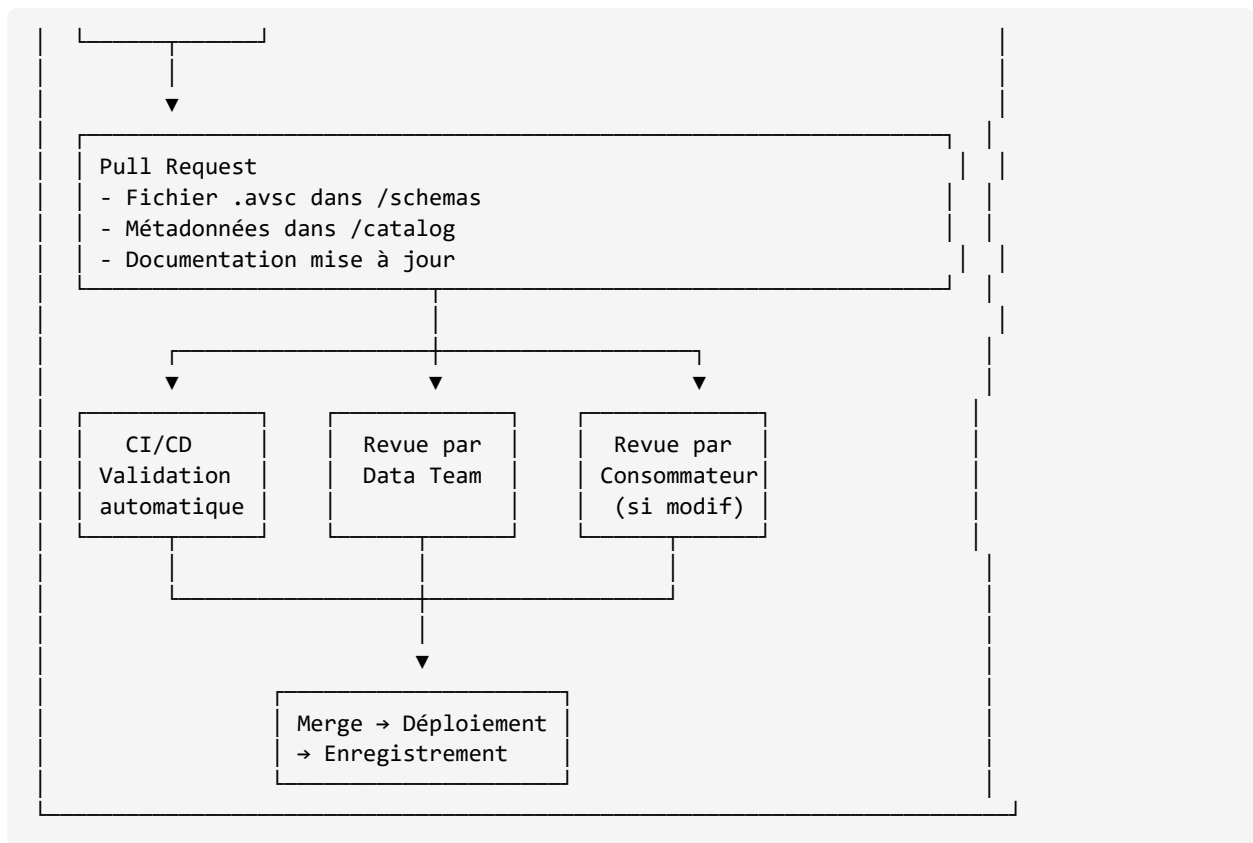 Pull Request
- Fichier .avsc dans /schemas
- Métadonnées dans /catalog
- Documentation mise à jour
CI/CD Revue par Revue par
Validation Data Team Consommateur
automatique (si modif)
Merge → Déploiement
→ Enregistrement